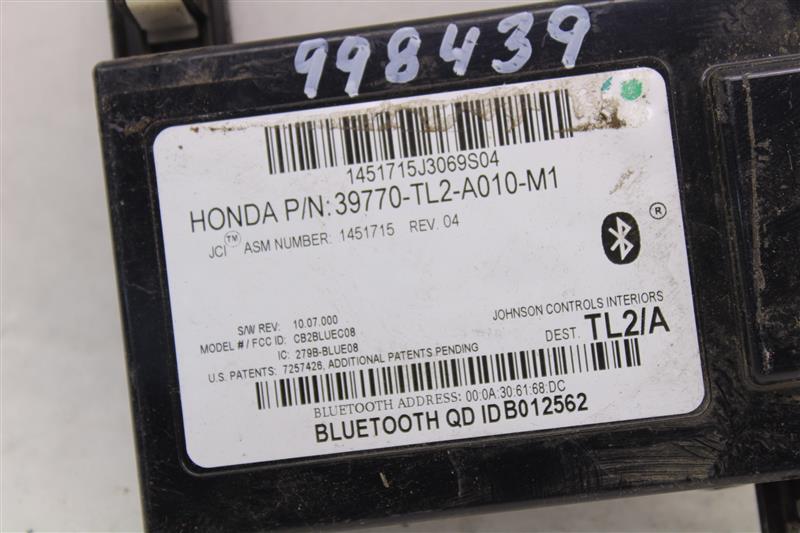 998439
1451715J3069S04
HONDA P/N: 39770-TL2-A010-M1
JCI™ ASM NUMBER: 1451715 REV. 04
®
S/W REV: 10.07.000
MODEL # / FCC ID: CB2BLUEC08
IC: 279B-BLUE08
U.S. PATENTS: 7257426, ADDITIONAL PATENTS PENDING
JOHNSON CONTROLS INTERIORS
DEST. TL2/A
BLUETOOTH ADDRESS: 00:0A:30:61:68:DC
BLUETOOTH QD ID B012562